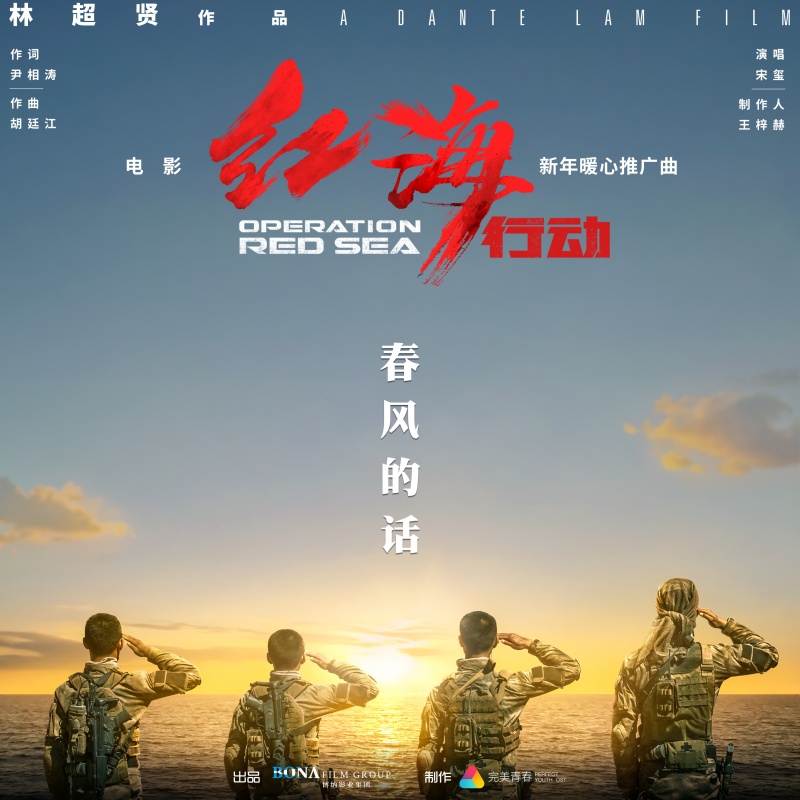 林超贤作品 A DANTE LAM FILM
作词
尹相涛
作曲
胡廷江
演唱
宋玺
制作人
王梓赫
电影
红海行动
OPERATION
RED SEA
新年暖心推广曲
春风的话
出品 BONA FILM GROUP
博纳影业集团
制作 完美青春 PERFECT
YOUTH OST